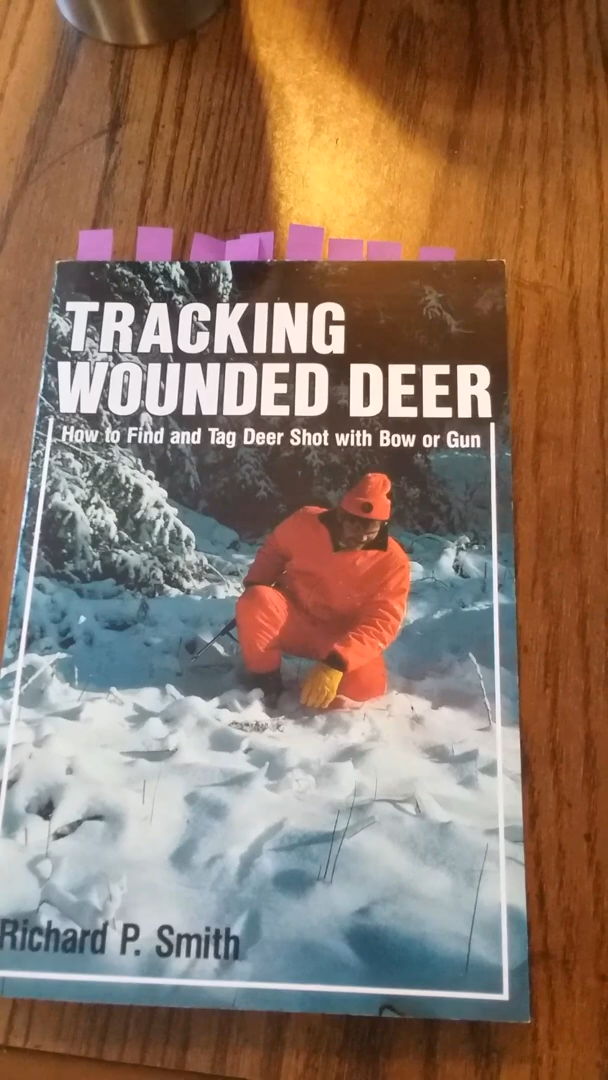 TRACKING
WOUNDED DEER
How to Find and Tag Deer Shot with Bow or Gun
Richard P. Smith